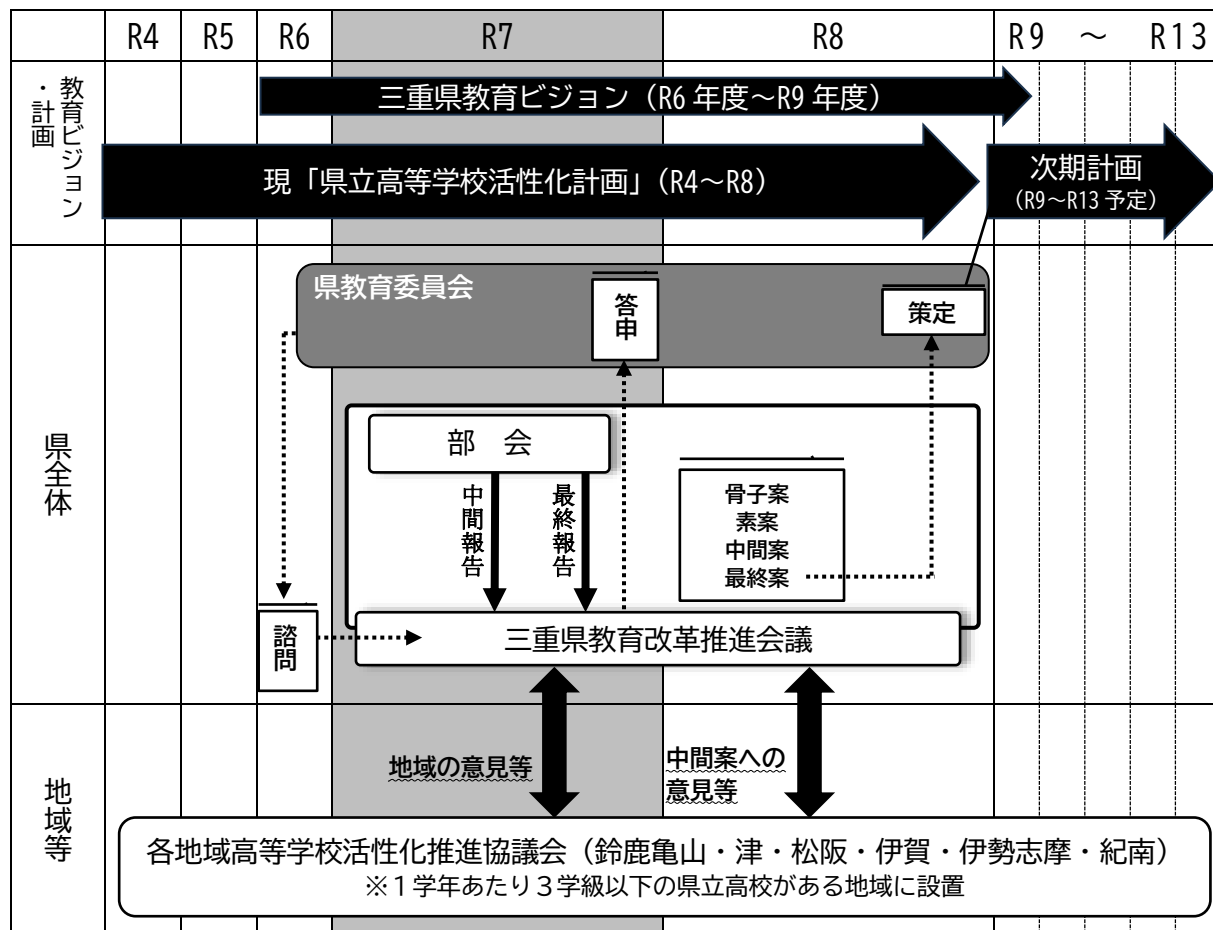 R4 R5 R6 R7 R8 R9 ～ R13
教育ビジョン
・計画
三重県教育ビジョン（R6 年度～R9 年度）
現「県立高等学校活性化計画」（R4～R8）
次期計画
（R9～R13 予定）
県全体
県教育委員会
答申
策定
部　会
中間報告
最終報告
骨子案
素案
中間案
最終案
諮問
三重県教育改革推進会議
地域等
地域の意見等
中間案への
意見等
各地域高等学校活性化推進協議会（鈴鹿亀山・津・松阪・伊賀・伊勢志摩・紀南）
※１学年あたり３学級以下の県立高校がある地域に設置